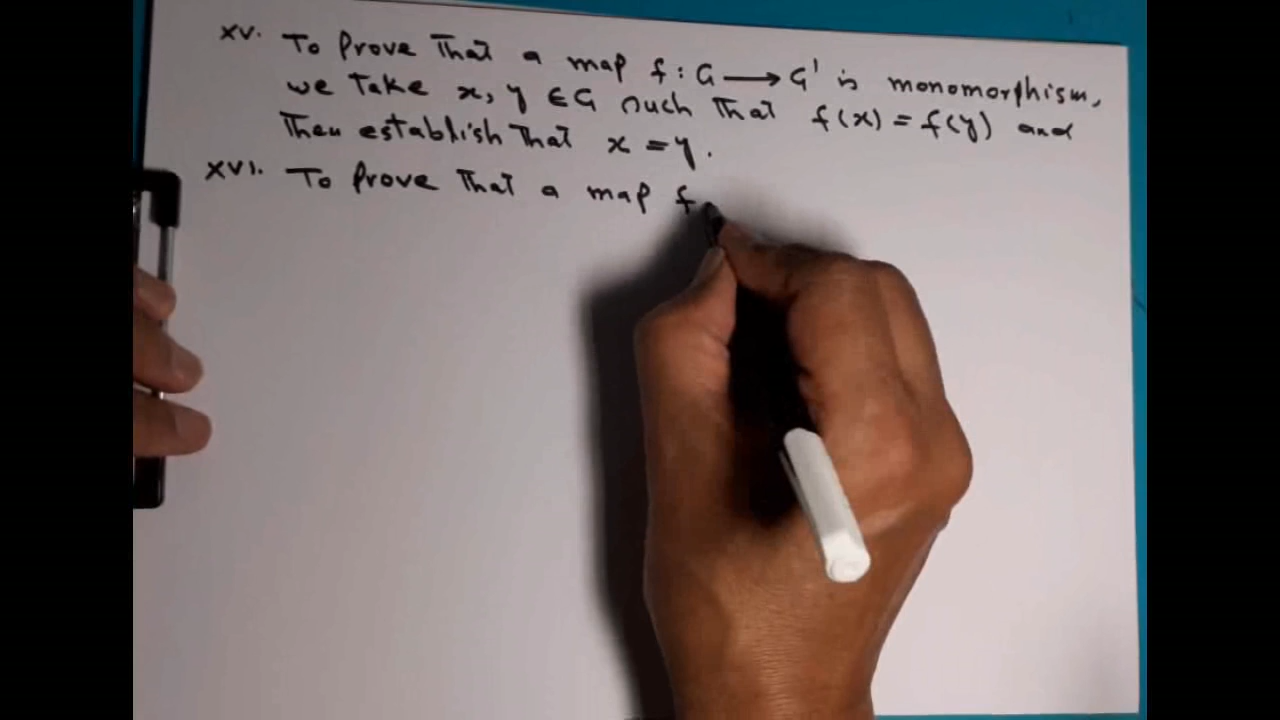 xv. To Prove That a map f : G ⟶ G' is monomorphism,
we Take x, y ∈ G such That f(x) = f(y) and
Then establish That x = y.
xvi. To Prove That a map f